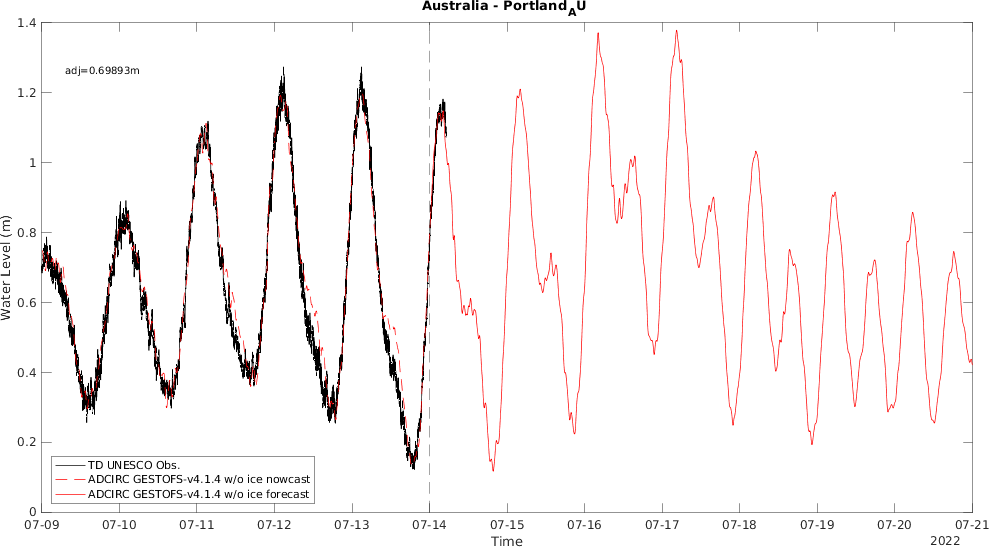 Australia - Portland_AU
1.4
adj=0.69893m
1.2
1
0.8
Water Level (m)
0.6
0.4
0.2
TD UNESCO Obs.
ADCIRC GESTOFS-v4.1.4 w/o ice nowcast
ADCIRC GESTOFS-v4.1.4 w/o ice forecast
0
07-09 07-10 07-11 07-12 07-13 07-14 07-15 07-16 07-17 07-18 07-19 07-20 07-21
Time
2022